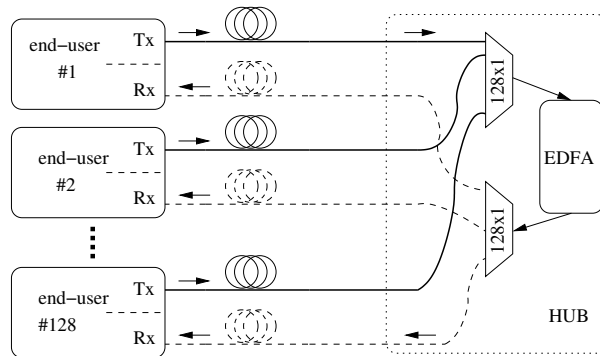 end-user
#1
Tx
Rx
128x1
EDFA
end-user
#2
Tx
Rx
128x1
end-user
#128
Tx
Rx
HUB